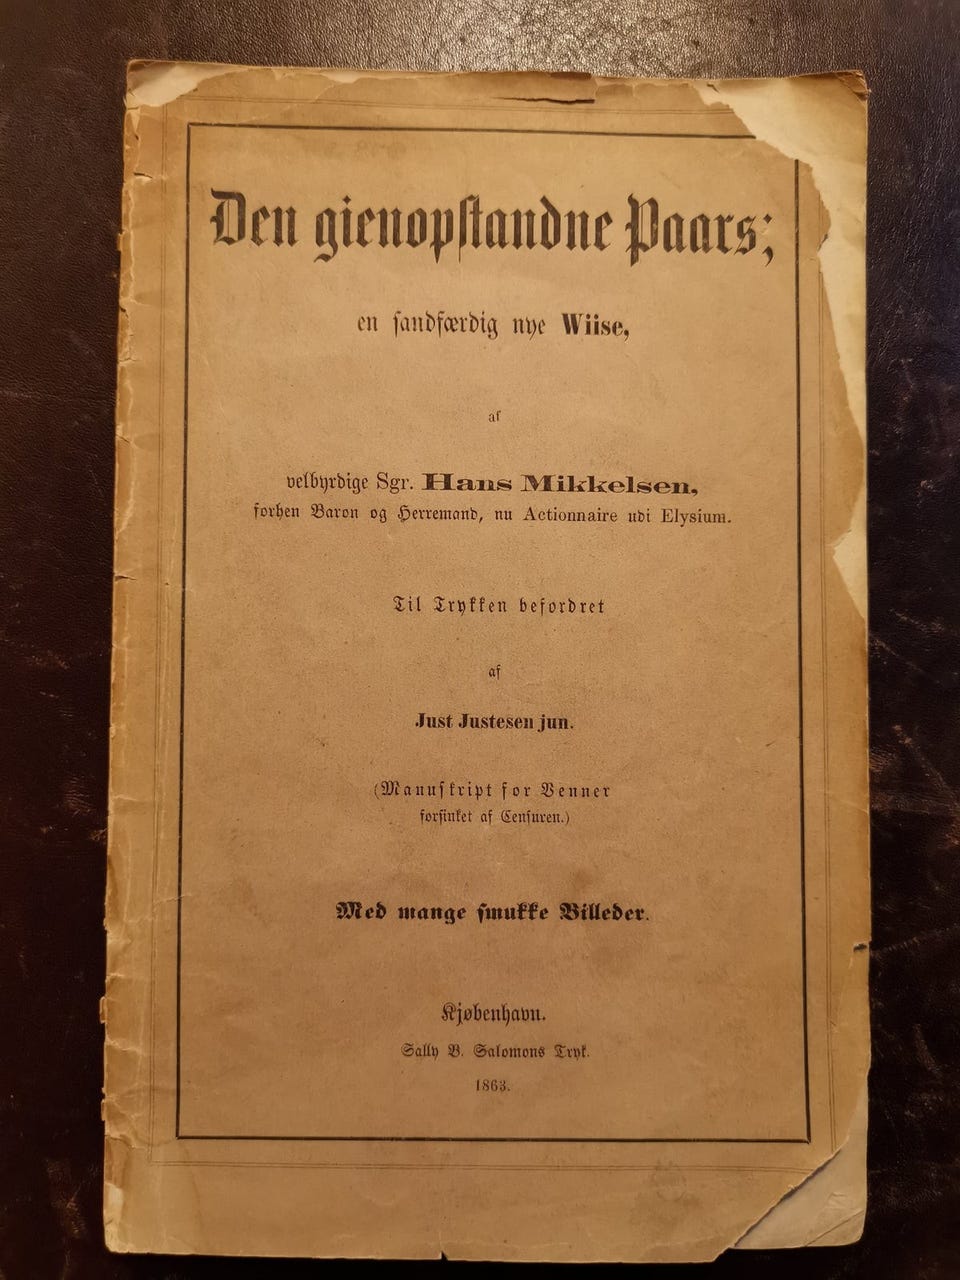 Den gienopstandne Paars;
en sandfærdig nye Wiise,
af
velbyrdige Sgr. Hans Mikkelsen,
forhen Baron og Herremand, nu Actionnaire udi Elysium.
Til Trykken befordret
af
Just Justesen jun.
(Manuskript for Venner
forsinket af Censuren.)
Med mange smukke Billeder.
Kjøbenhavn.
Sally B. Salomons Tryk.
1863.